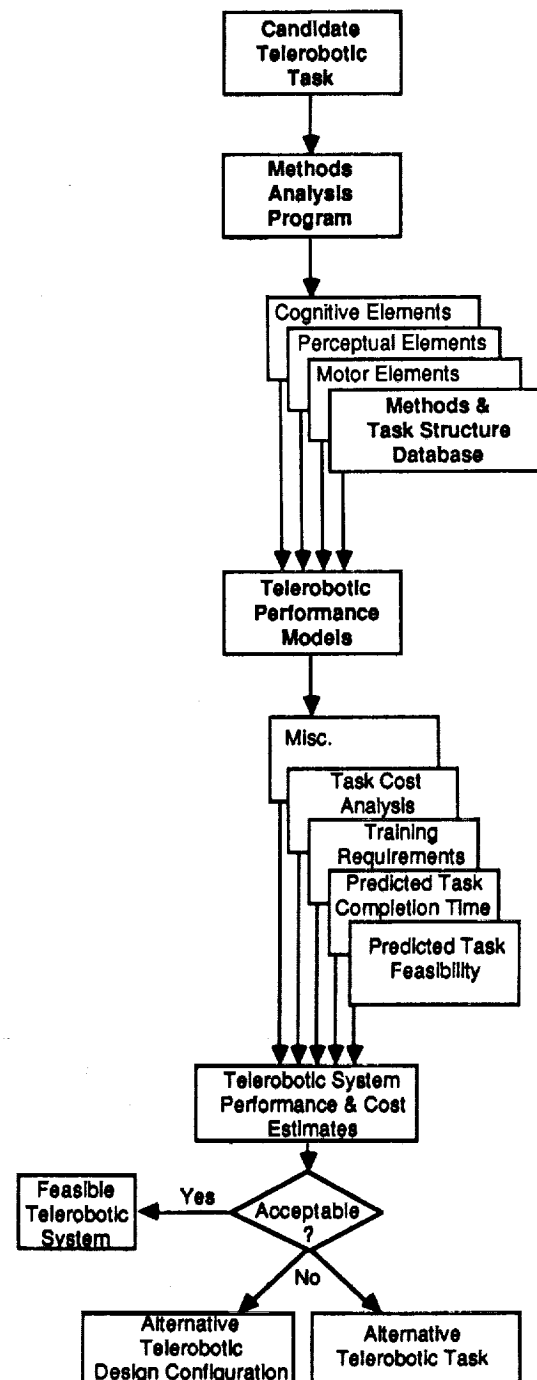 Candidate
Telerobotic
Task
Methods
Analysis
Program
Cognitive Elements
Perceptual Elements
Motor Elements
Methods &
Task Structure
Database
Telerobotic
Performance
Models
Misc.
Task Cost
Analysis
Training
Requirements
Predicted Task
Completion Time
Predicted Task
Feasibility
Telerobotic System
Performance & Cost
Estimates
Acceptable
?
Yes
Feasible
Telerobotic
System
No
Alternative
Telerobotic
Design Configuration
Alternative
Telerobotic Task